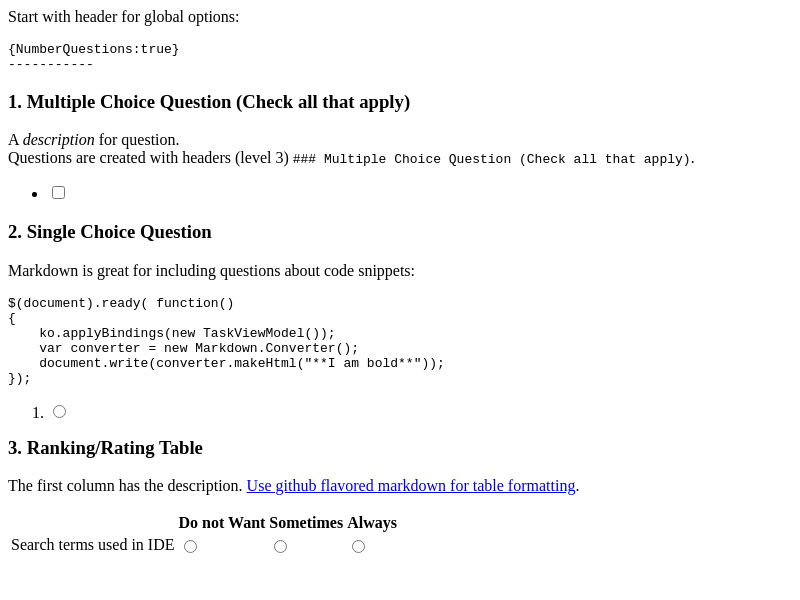 Start with header for global options:
{NumberQuestions:true}
-----------
1. Multiple Choice Question (Check all that apply)
A description for question.
Questions are created with headers (level 3) ### Multiple Choice Question (Check all that apply).
2. Single Choice Question
Markdown is great for including questions about code snippets:
$(document).ready( function()
{
    ko.applyBindings(new TaskViewModel());
    var converter = new Markdown.Converter();
    document.write(converter.makeHtml("**I am bold**"));
});
1.
3. Ranking/Rating Table
The first column has the description. Use github flavored markdown for table formatting.
Do not Want Sometimes Always
Search terms used in IDE